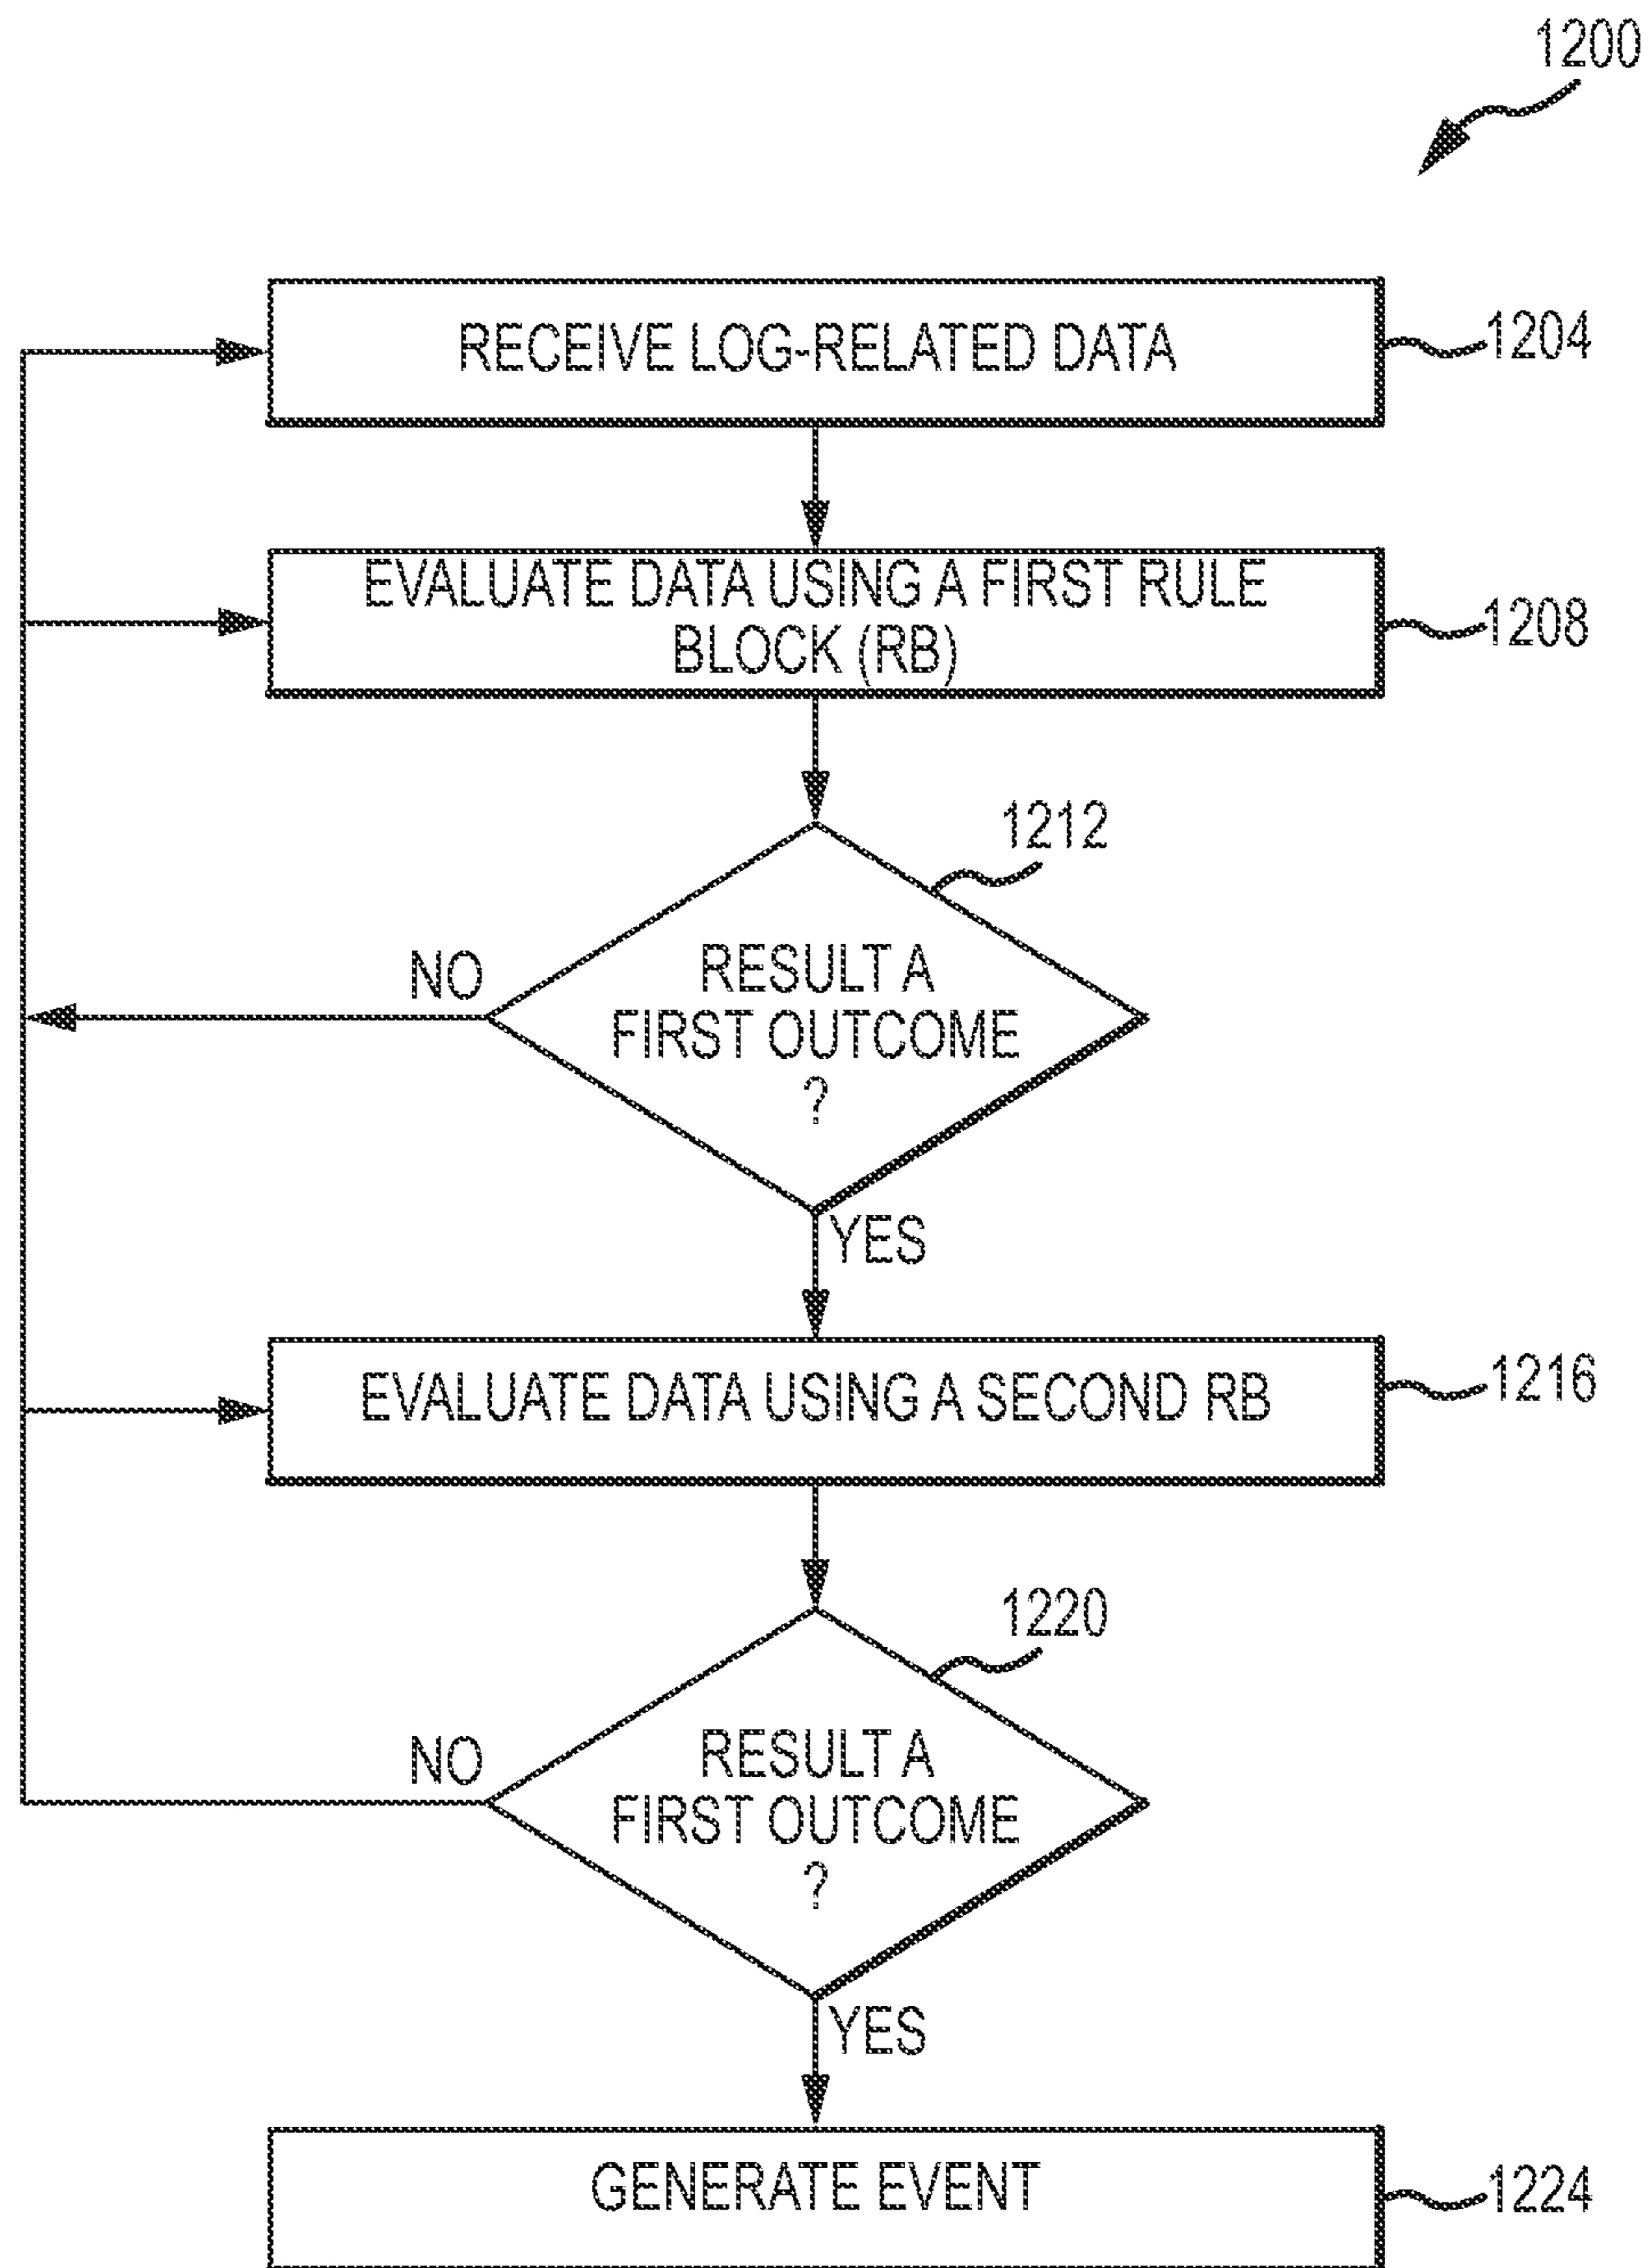 1200
RECEIVE LOG-RELATED DATA
1204
EVALUATE DATA USING A FIRST RULE
BLOCK (RB)
1208
1212
NO
RESULT A
FIRST OUTCOME
?
YES
EVALUATE DATA USING A SECOND RB
1216
1220
NO
RESULT A
FIRST OUTCOME
?
YES
GENERATE EVENT
1224